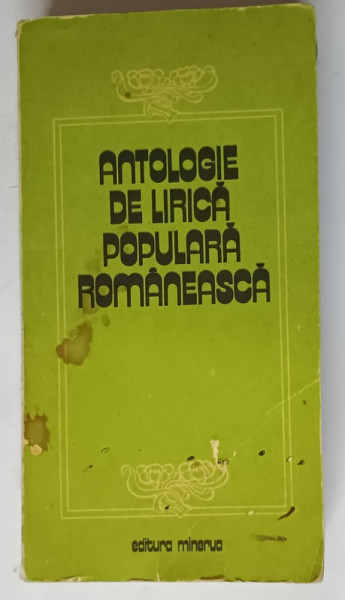 ANTOLOGIE
DE LIRICĂ
POPULARĂ
ROMÂNEASCĂ
editura minerva